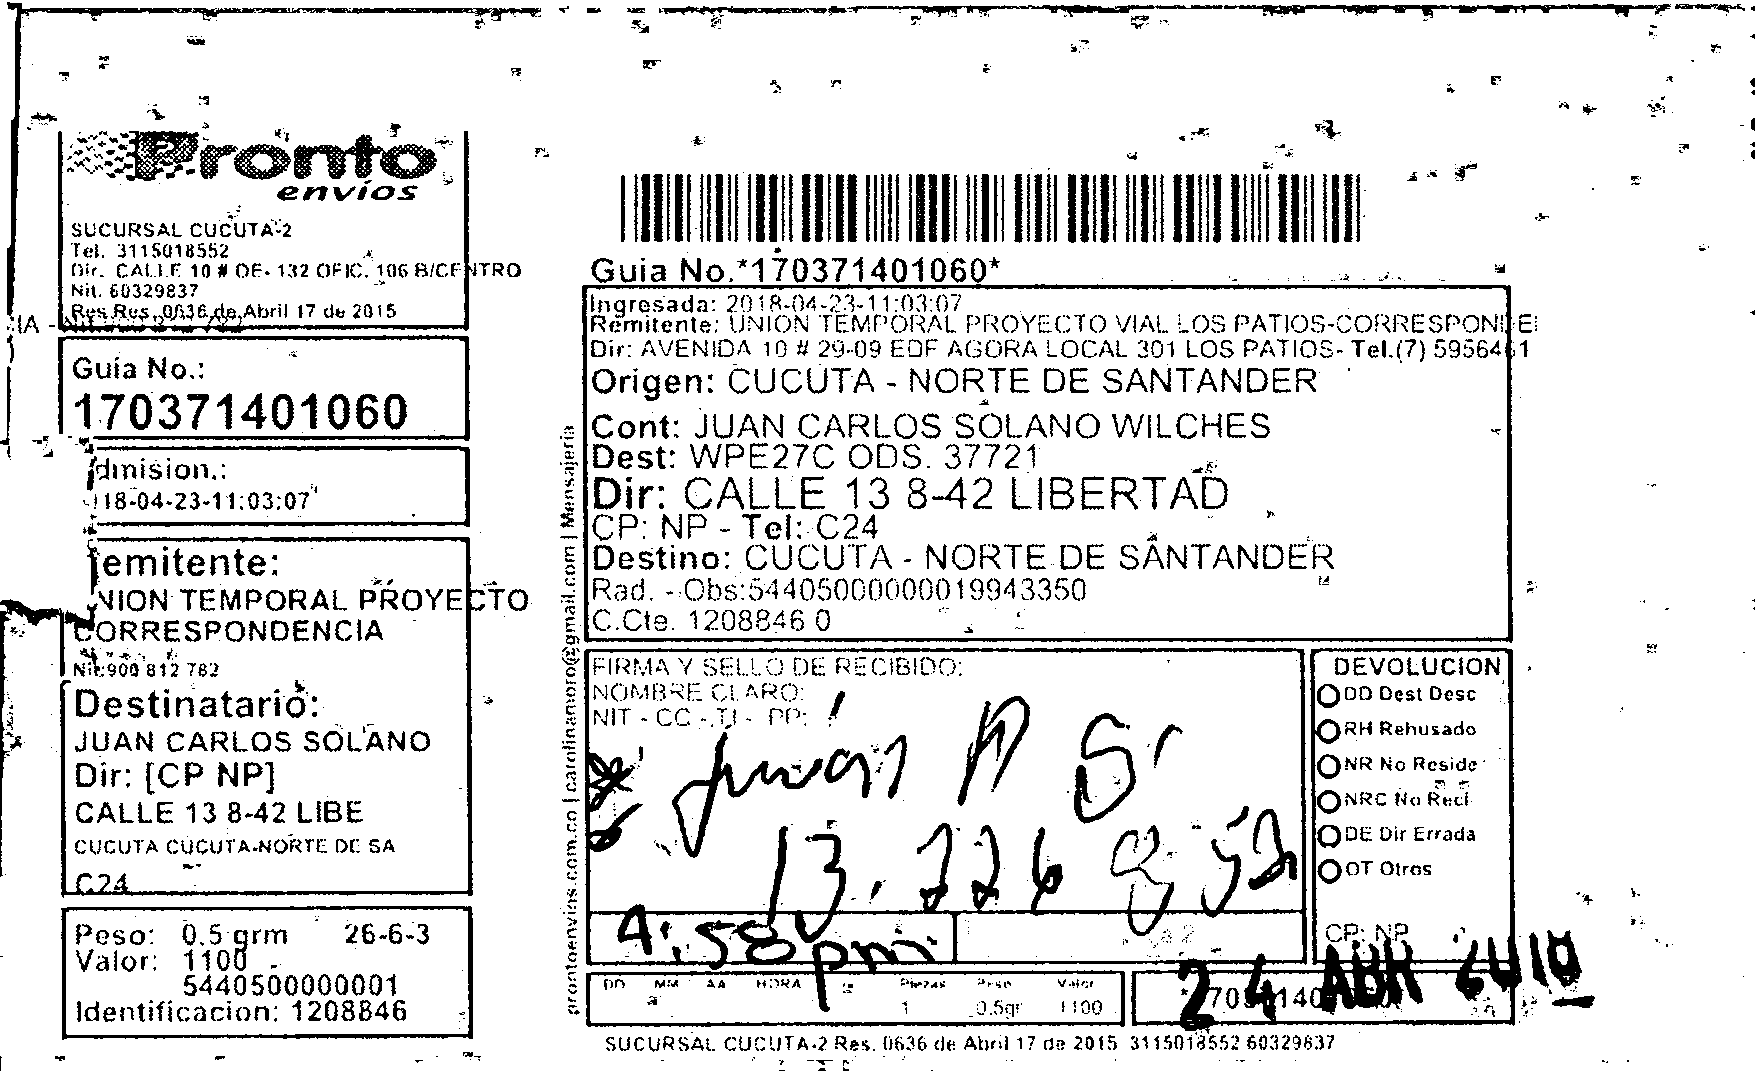 Pronto
envíos
SUCURSAL CUCUTA-2
Tel. 3115018552
Dir. CALLE 10 # 0E- 132 OFIC. 106 B/CENTRO
Nit. 60329837
Res Res. 0636 de Abril 17 de 2015
Guia No.:
170371401060
dmision.:
18-04-23-11:03:07
emitente:
NION TEMPORAL PROYECTO
CORRESPONDENCIA
Nit:900 812 782
Destinatario:
JUAN CARLOS SOLANO
Dir: [CP NP]
CALLE 13 8-42 LIBE
CUCUTA CUCUTA-NORTE DE SA
C24
Peso: 0.5 grm 26-6-3
Valor: 1100
5440500000001
Identificacion: 1208846
prontoenvios.com.co | carolinamoro@gmail.com | Mensajeria
Guia No.*170371401060*
Ingresada: 2018-04-23-11:03:07
Remitente: UNION TEMPORAL PROYECTO VIAL LOS PATIOS-CORRESPONDE
Dir: AVENIDA 10 # 29-09 EDF AGORA LOCAL 301 LOS PATIOS- Tel.(7) 5956461
Origen: CUCUTA - NORTE DE SANTANDER
Cont: JUAN CARLOS SOLANO WILCHES
Dest: WPE27C ODS. 37721
Dir: CALLE 13 8-42 LIBERTAD
CP: NP - Tel: C24
Destino: CUCUTA - NORTE DE SANTANDER
Rad. - Obs:54405000000019943350
C.Cte. 1208846 0
FIRMA Y SELLO DE RECIBIDO:
NOMBRE CLARO:
NIT - CC - TI - PP:
Juan A S
13.226 852
4:58 pm
DD MM AA HORA Piezas Peso Valor
1 0.5gr 1100
DEVOLUCION
DD Dest Desc
RH Rehusado
NR No Reside
NRC No Recl
DE Dir Errada
OT Otros
CP: NP
24 ABR
SUCURSAL CUCUTA-2 Res. 0636 de Abril 17 de 2015 3115018552 60329837